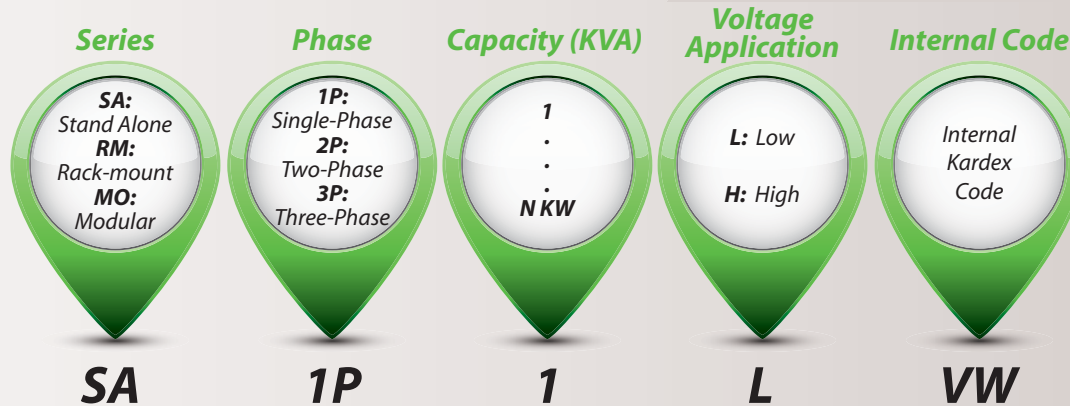 Series
SA:
Stand Alone
RM:
Rack-mount
MO:
Modular
SA
Phase
1P:
Single-Phase
2P:
Two-Phase
3P:
Three-Phase
1P
Capacity (KVA)
1
.
.
.
N KW
1
Voltage
Application
L: Low
H: High
L
Internal Code
Internal
Kardex
Code
VW